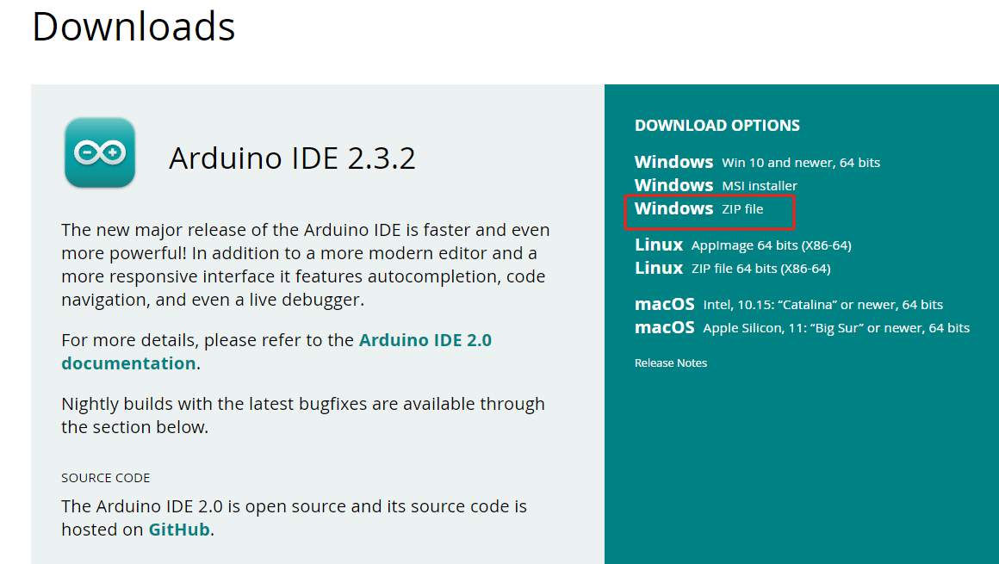 Downloads
Arduino IDE 2.3.2
The new major release of the Arduino IDE is faster and even
more powerful! In addition to a more modern editor and a
more responsive interface it features autocompletion, code
navigation, and even a live debugger.
For more details, please refer to the Arduino IDE 2.0
documentation.
Nightly builds with the latest bugfixes are available through
the section below.
SOURCE CODE
The Arduino IDE 2.0 is open source and its source code is
hosted on GitHub.
DOWNLOAD OPTIONS
Windows Win 10 and newer, 64 bits
Windows MSI installer
Windows ZIP file
Linux AppImage 64 bits (X86-64)
Linux ZIP file 64 bits (X86-64)
macOS Intel, 10.15: “Catalina” or newer, 64 bits
macOS Apple Silicon, 11: “Big Sur” or newer, 64 bits
Release Notes